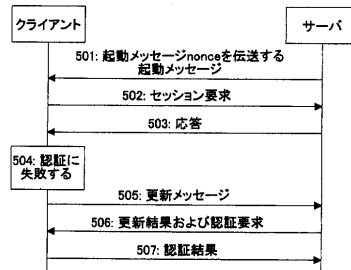 クライアント
サーバ
501: 起動メッセージnonceを伝送する
起動メッセージ
502: セッション要求
503: 応答
504: 認証に
失敗する
505: 更新メッセージ
506: 更新結果および認証要求
507: 認証結果